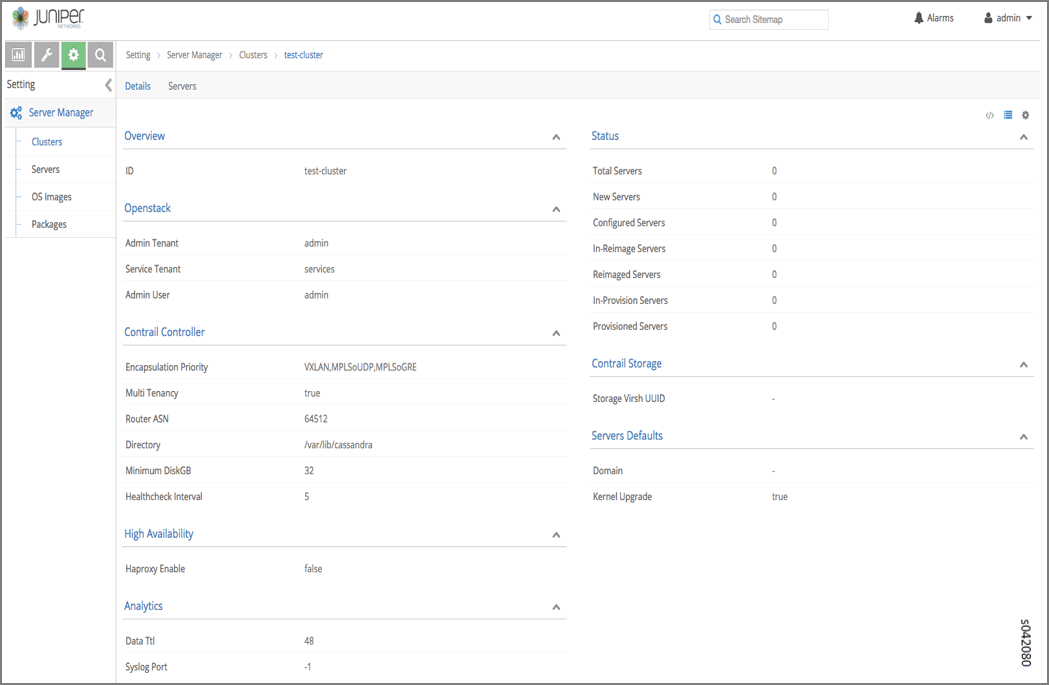 JUNIPER
NETWORKS
Search Sitemap
Alarms
admin
Setting > Server Manager > Clusters > test-cluster
Setting
Details Servers
Server Manager
Clusters
Servers
OS Images
Packages
</>
Overview
ID test-cluster
Openstack
Admin Tenant admin
Service Tenant services
Admin User admin
Contrail Controller
Encapsulation Priority VXLAN,MPLSoUDP,MPLSoGRE
Multi Tenancy true
Router ASN 64512
Directory /var/lib/cassandra
Minimum DiskGB 32
Healthcheck Interval 5
High Availability
Haproxy Enable false
Analytics
Data Ttl 48
Syslog Port -1
Status
Total Servers 0
New Servers 0
Configured Servers 0
In-Reimage Servers 0
Reimaged Servers 0
In-Provision Servers 0
Provisioned Servers 0
Contrail Storage
Storage Virsh UUID -
Servers Defaults
Domain -
Kernel Upgrade true
s042080